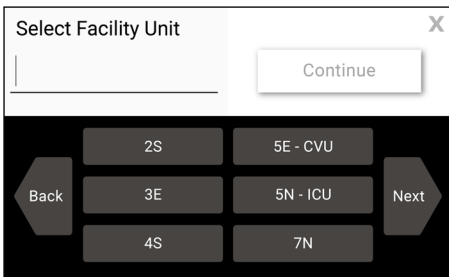 Select Facility Unit
X
Continue
2S
5E - CVU
Back
3E
5N - ICU
Next
4S
7N